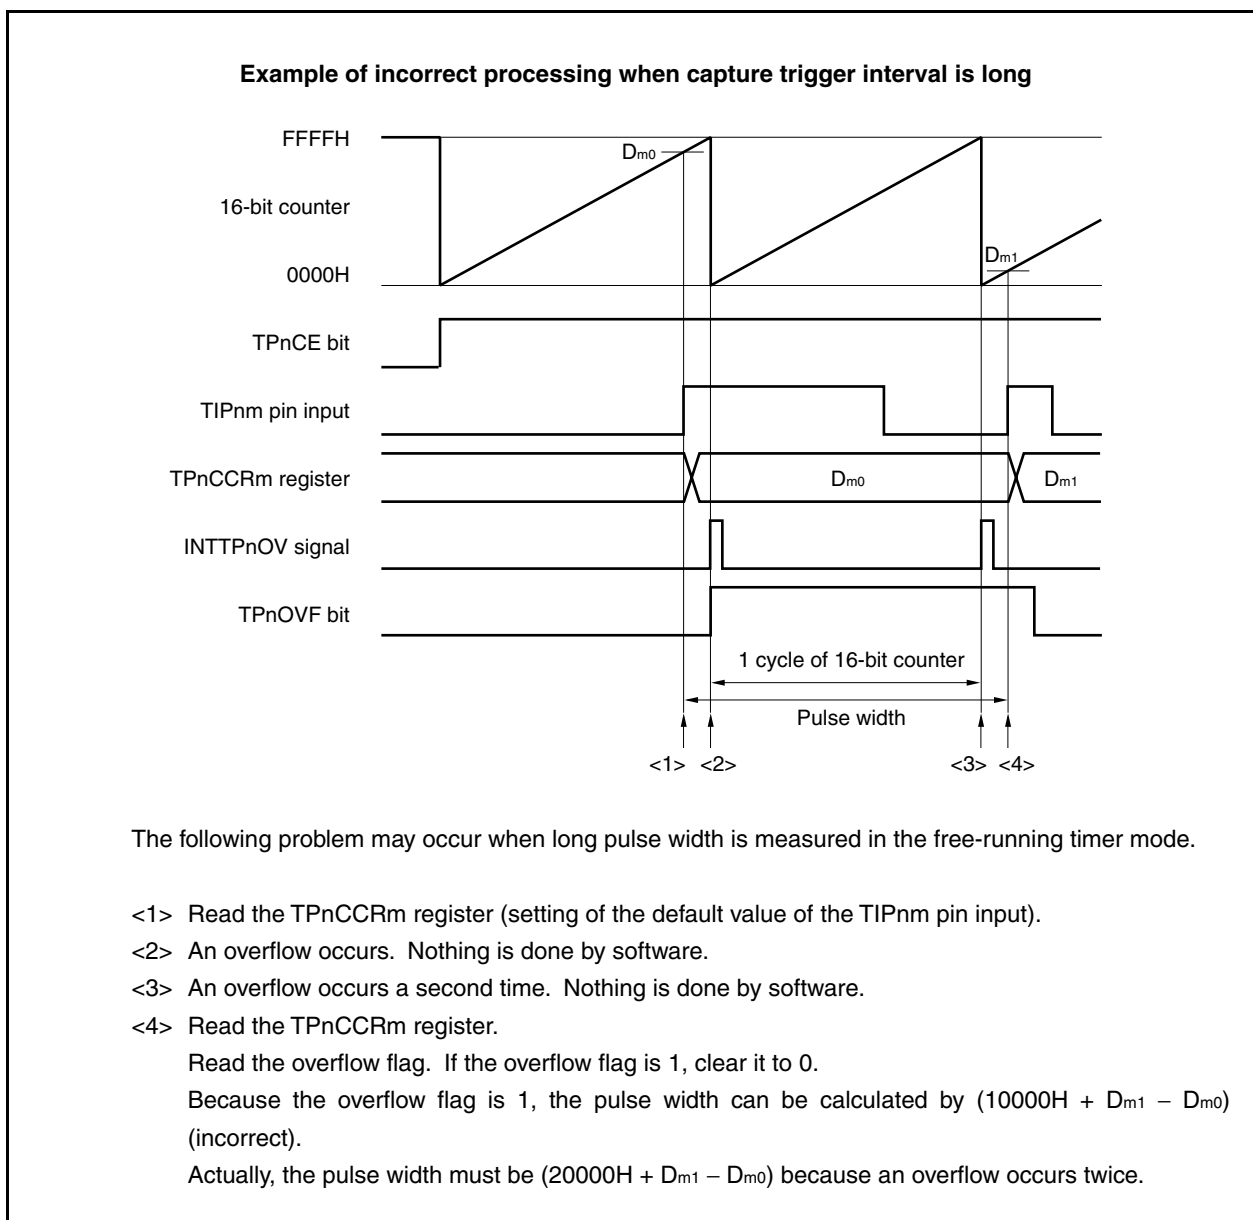 Example of incorrect processing when capture trigger interval is long
FFFFH
Dm0
16-bit counter
Dm1
0000H
TPnCE bit
TIPnm pin input
TPnCCRm register
Dm0
Dm1
INTTPnOV signal
TPnOVF bit
1 cycle of 16-bit counter
Pulse width
<1> <2> <3> <4>
The following problem may occur when long pulse width is measured in the free-running timer mode.
<1> Read the TPnCCRm register (setting of the default value of the TIPnm pin input).
<2> An overflow occurs. Nothing is done by software.
<3> An overflow occurs a second time. Nothing is done by software.
<4> Read the TPnCCRm register.
Read the overflow flag. If the overflow flag is 1, clear it to 0.
Because the overflow flag is 1, the pulse width can be calculated by (10000H + Dm1 − Dm0)
(incorrect).
Actually, the pulse width must be (20000H + Dm1 − Dm0) because an overflow occurs twice.